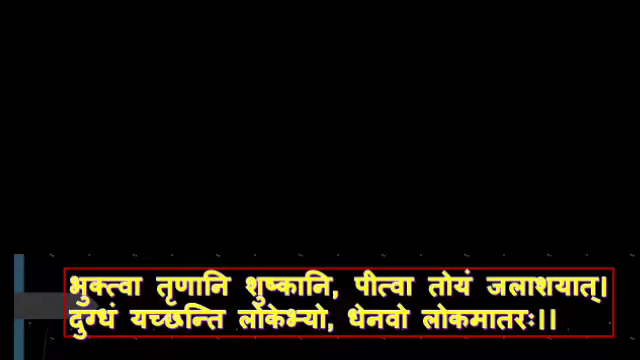 भुक्त्वा तृणानि शुष्कानि, पीत्वा तोयं जलाशयात्।
दुग्धं यच्छन्ति लोकेभ्यो, धेनवो लोकमातरः।।